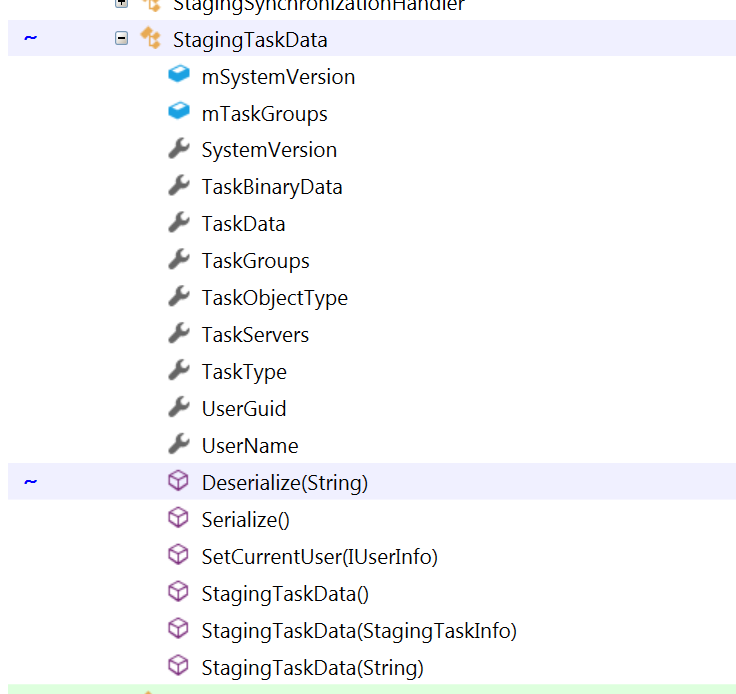 StagingSynchronizationHandler
~ StagingTaskData
mSystemVersion
mTaskGroups
SystemVersion
TaskBinaryData
TaskData
TaskGroups
TaskObjectType
TaskServers
TaskType
UserGuid
UserName
~ Deserialize(String)
Serialize()
SetCurrentUser(IUserInfo)
StagingTaskData()
StagingTaskData(StagingTaskInfo)
StagingTaskData(String)